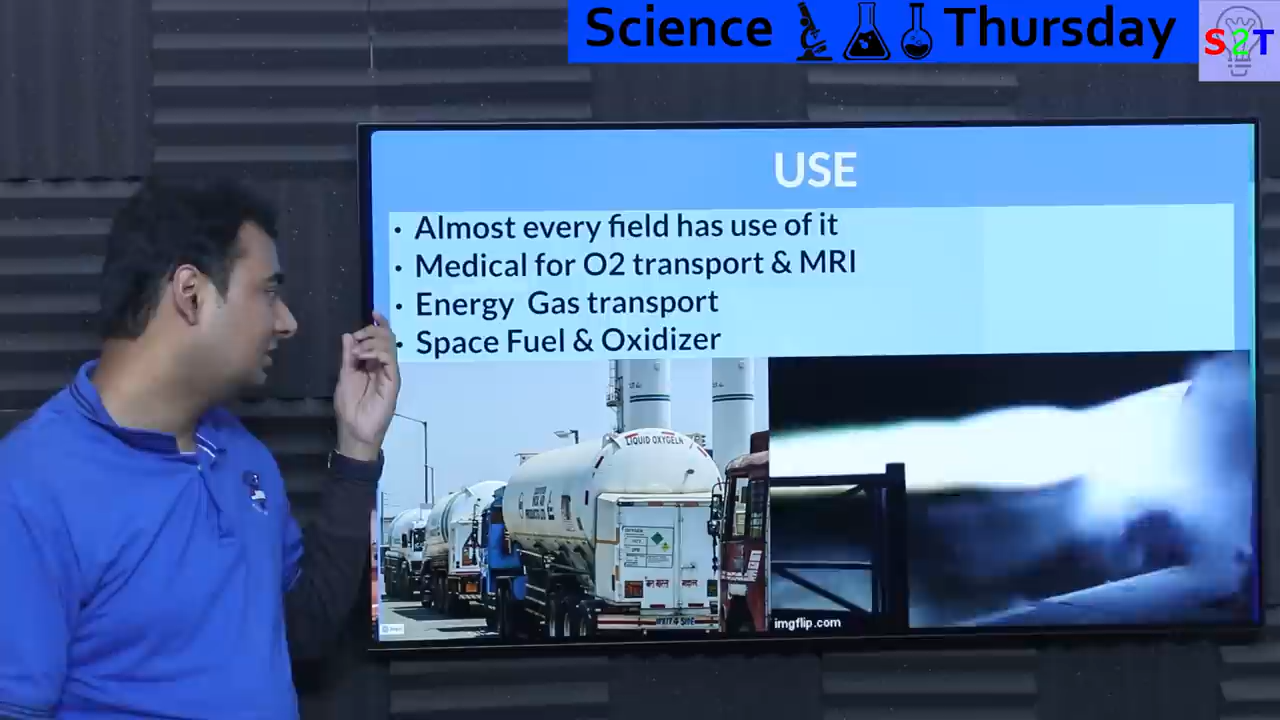 Science Thursday
S2T
USE
• Almost every field has use of it
• Medical for O2 transport & MRI
• Energy Gas transport
• Space Fuel & Oxidizer
LIQUID OXYGEN
imgflip.com